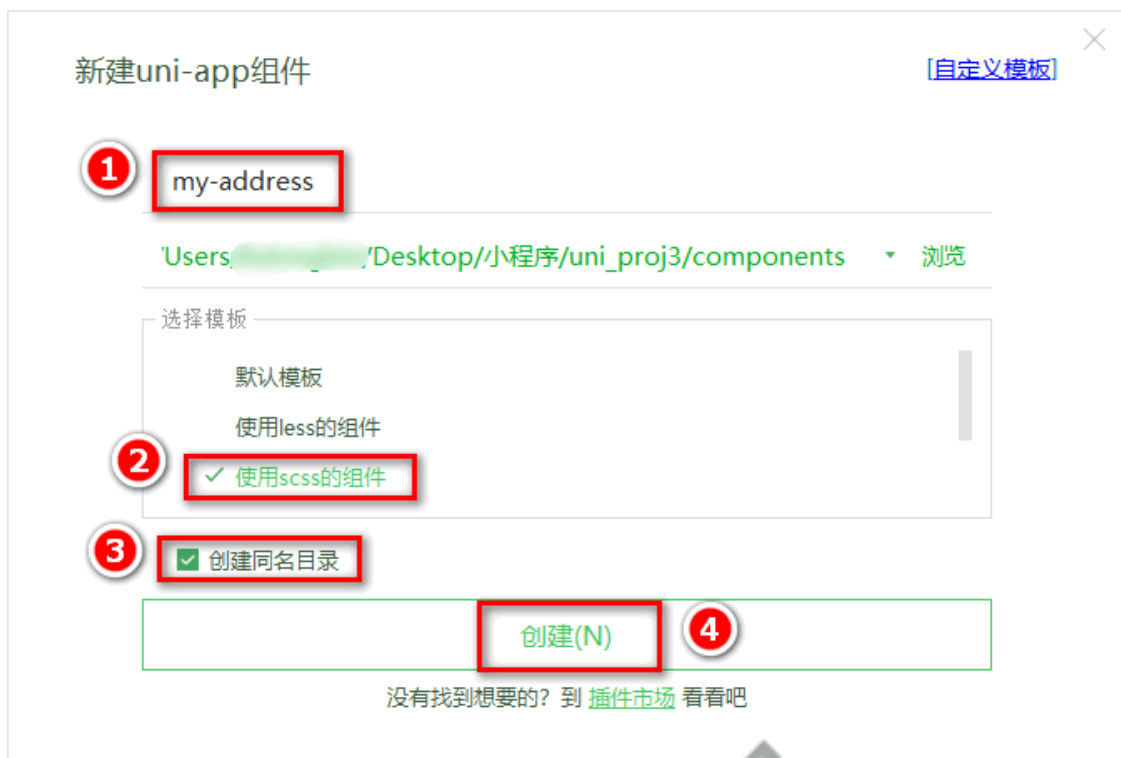 新建uni-app组件
[自定义模板]
1
my-address
/Users/ /Desktop/小程序/uni_proj3/components
浏览
选择模板
默认模板
使用less的组件
2
使用scss的组件
3
创建同名目录
创建(N)
4
没有找到想要的？到 插件市场 看看吧